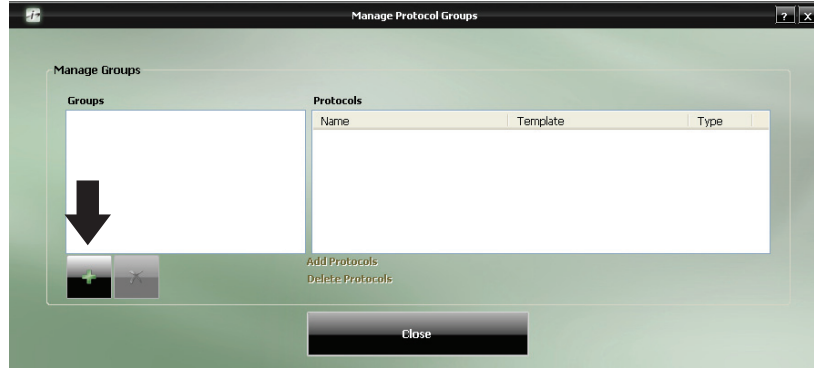 Manage Protocol Groups
Manage Groups
Groups
Protocols
Name Template Type
Add Protocols
Delete Protocols
Close